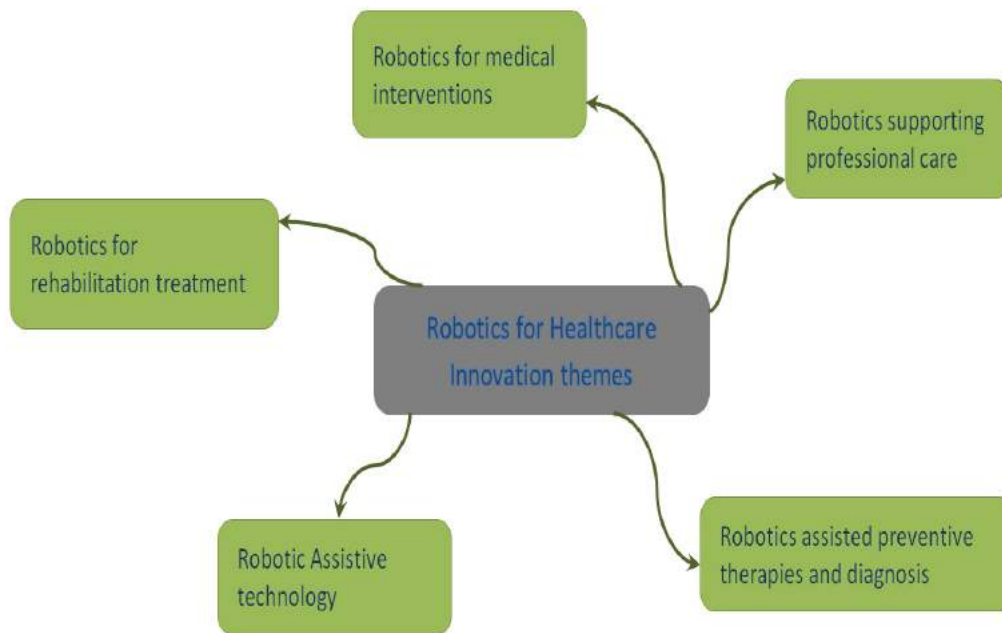 Robotics for medical
interventions
Robotics supporting
professional care
Robotics for
rehabilitation treatment
Robotics for Healthcare
Innovation themes
Robotic Assistive
technology
Robotics assisted preventive
therapies and diagnosis